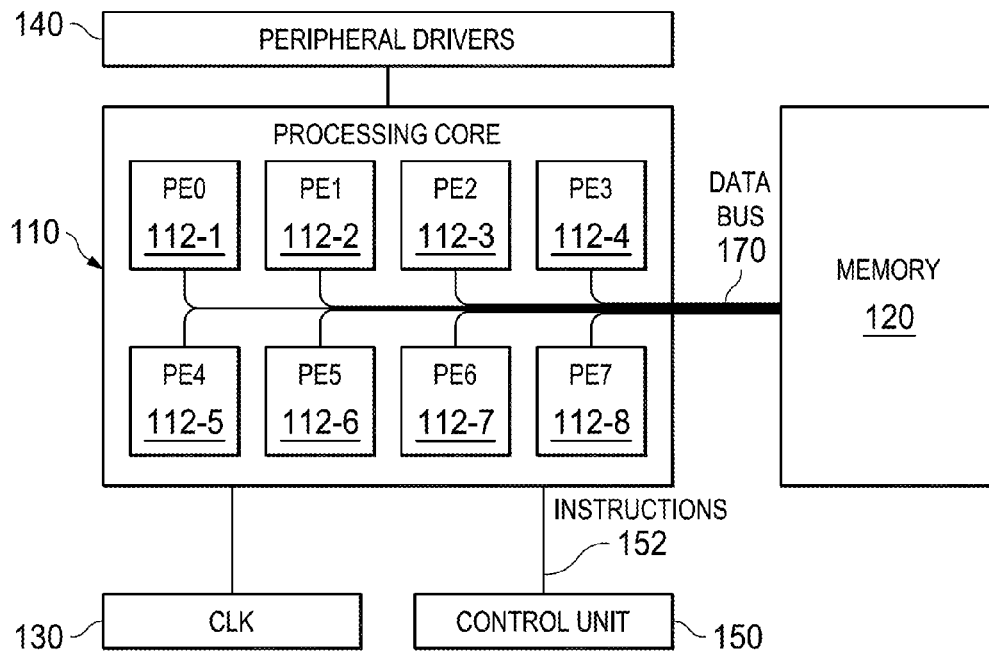 140
PERIPHERAL DRIVERS
PROCESSING CORE
PE0
112-1
PE1
112-2
PE2
112-3
PE3
112-4
110
DATA
BUS
170
MEMORY
120
PE4
112-5
PE5
112-6
PE6
112-7
PE7
112-8
INSTRUCTIONS
152
130
CLK
CONTROL UNIT
150